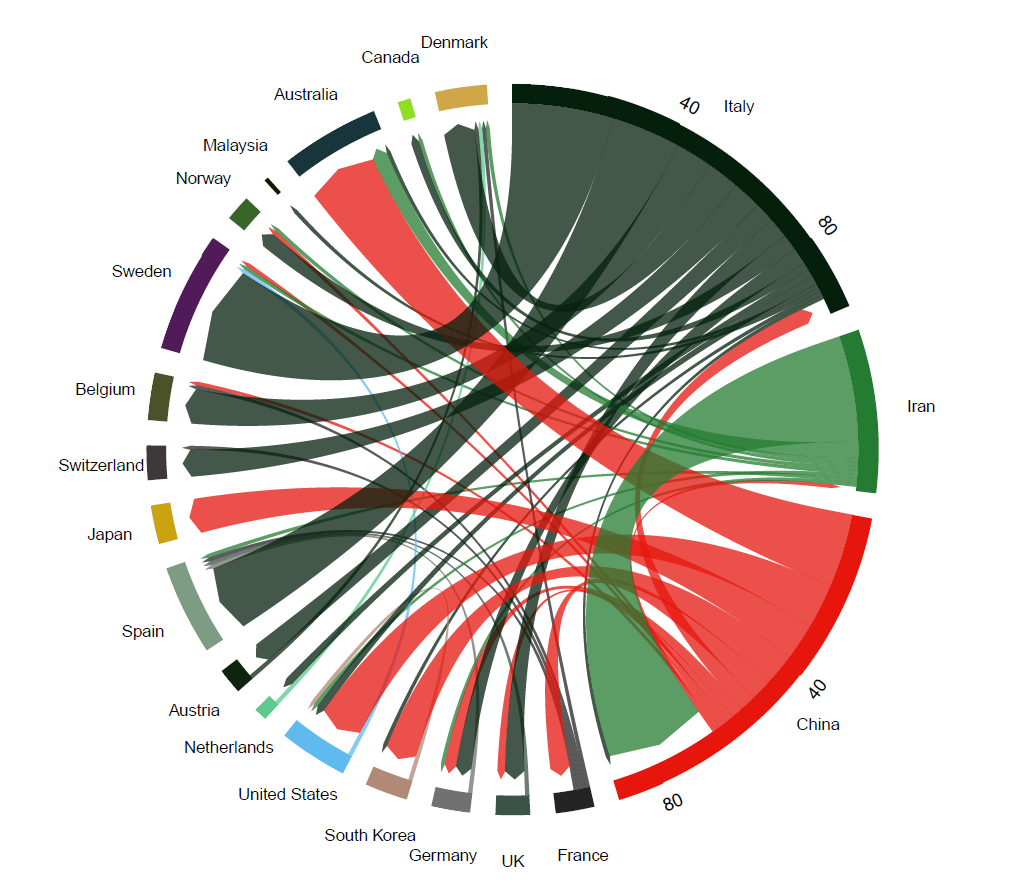 Denmark
Canada
Australia
Malaysia
Norway
Sweden
Belgium
Switzerland
Japan
Spain
Austria
Netherlands
United States
South Korea
Germany
UK
France
80
China
40
Iran
80
Italy
40